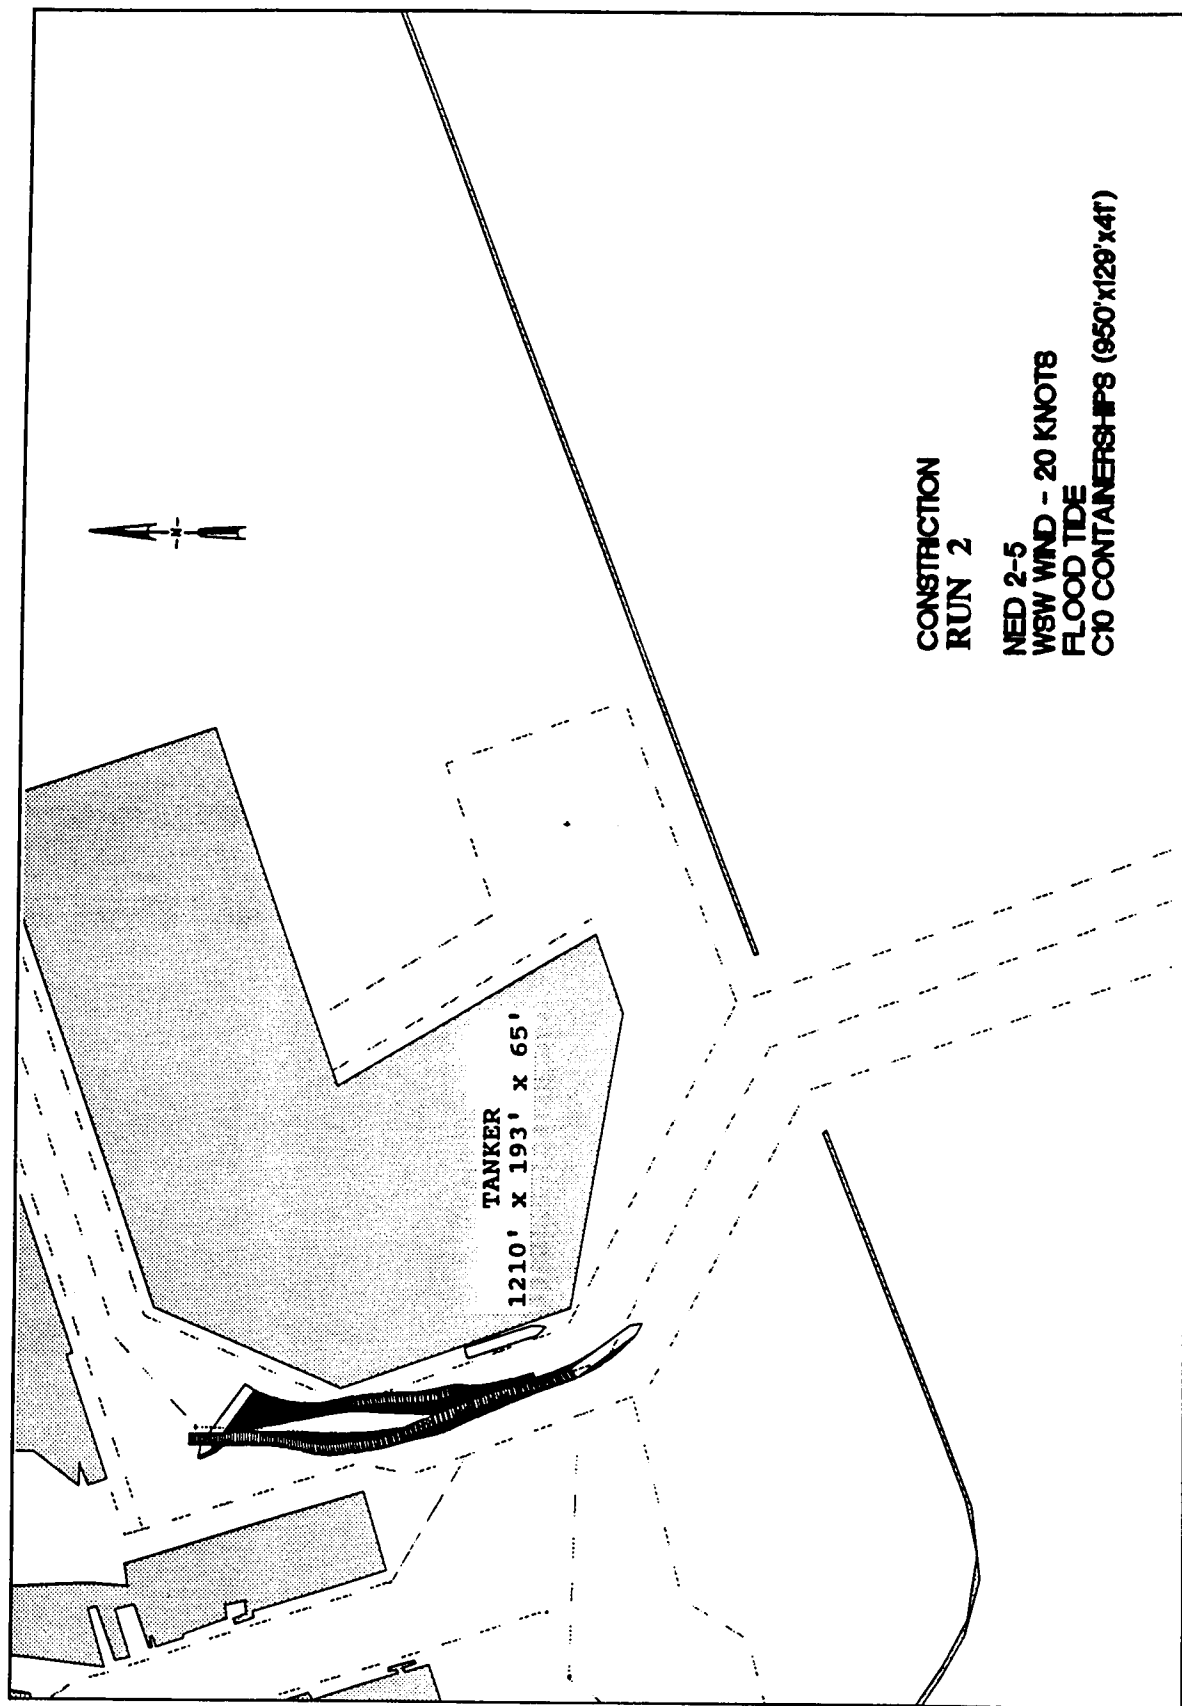 -N-
TANKER
1210' x 193' x 65'
CONSTRICTION
RUN 2
NED 2-5
WSW WIND - 20 KNOTS
FLOOD TIDE
C10 CONTAINERSHIPS (950'x129'x41')